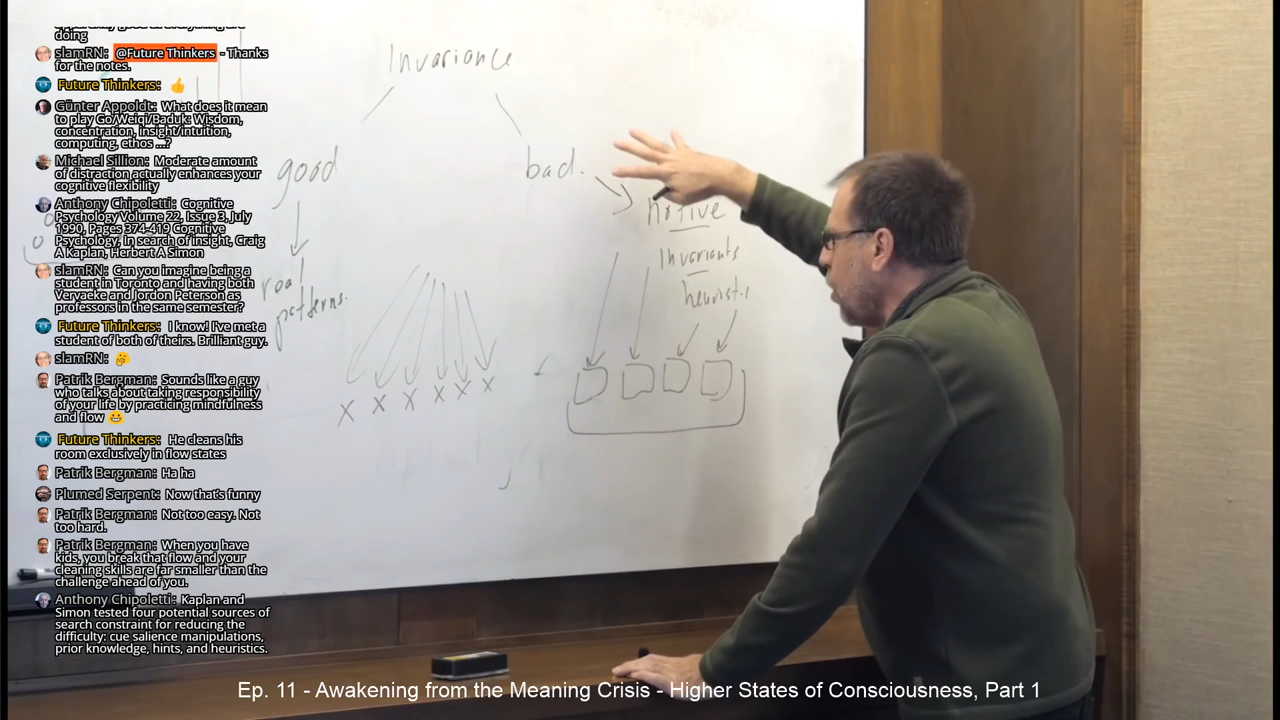 doing
slamRN: @Future Thinkers - Thanks
for the notes.
Future Thinkers: 👍
Günter Appoldt: What does it mean
to play Go/Weiqi/Baduk: Wisdom,
concentration, insight/intuition,
computing, ethos ...?
Michael Sillion: Moderate amount
of distraction actually enhances your
cognitive flexibility
Anthony Chipoletti: Cognitive
Psychology Volume 22, Issue 3, July
1990, Pages 374-419 Cognitive
Psychology, In search of insight, Craig
A Kaplan, Herbert A Simon
slamRN: Can you imagine being a
student in Toronto and having both
Vervaeke and Jordon Peterson as
professors in the same semester?
Future Thinkers: I know! I've met a
student of both of theirs. Brilliant guy.
slamRN: 🤔
Patrik Bergman: Sounds like a guy
who talks about taking responsibility
of your life by practicing mindfulness
and flow 😀
Future Thinkers: He cleans his
room exclusively in flow states
Patrik Bergman: Ha ha
Plumed Serpent: Now that's funny
Patrik Bergman: Not too easy. Not
too hard.
Patrik Bergman: When you have
kids, you break that flow and your
cleaning skills are far smaller than the
challenge ahead of you.
Anthony Chipoletti: Kaplan and
Simon tested four potential sources of
search constraint for reducing the
difficulty: cue salience manipulations,
prior knowledge, hints, and heuristics.
Invariance
good
bad.
real
patterns.
notive
Invariants
heuristic
x x x x x x
Ep. 11 - Awakening from the Meaning Crisis - Higher States of Consciousness, Part 1